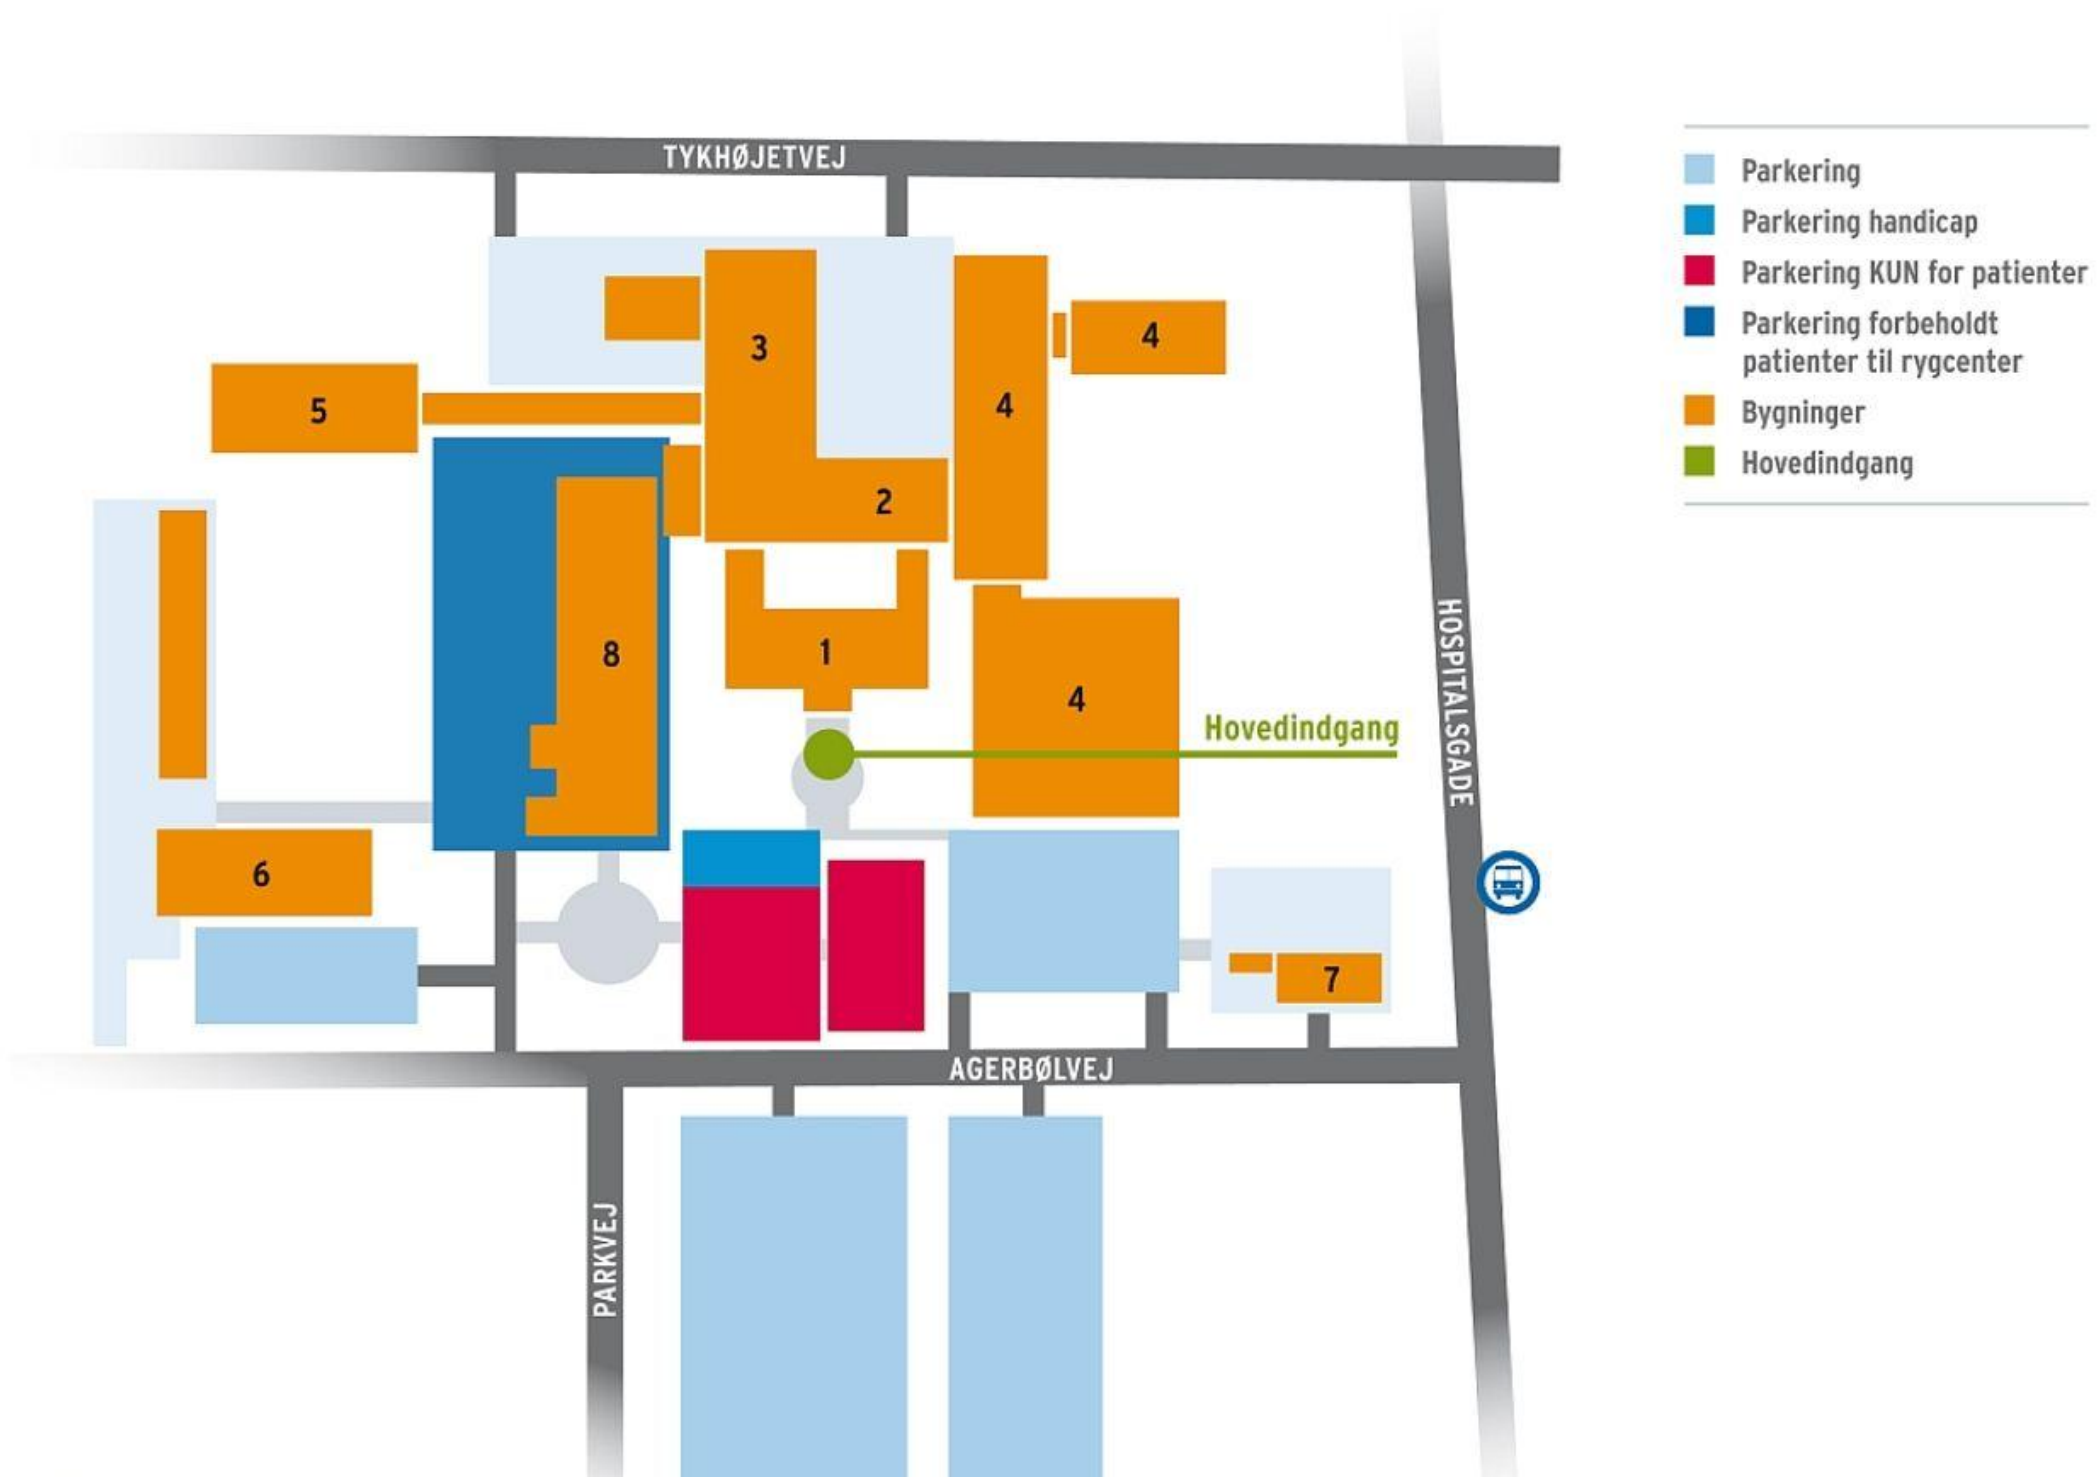 TYKHØJETVEJ
Parkering
Parkering handicap
Parkering KUN for patienter
Parkering forbeholdt
patienter til rygcenter
Bygninger
Hovedindgang
3
4
4
5
2
8
1
4
Hovedindgang
HOSPITALSGADE
6
7
AGERBØLVEJ
PARKVEJ